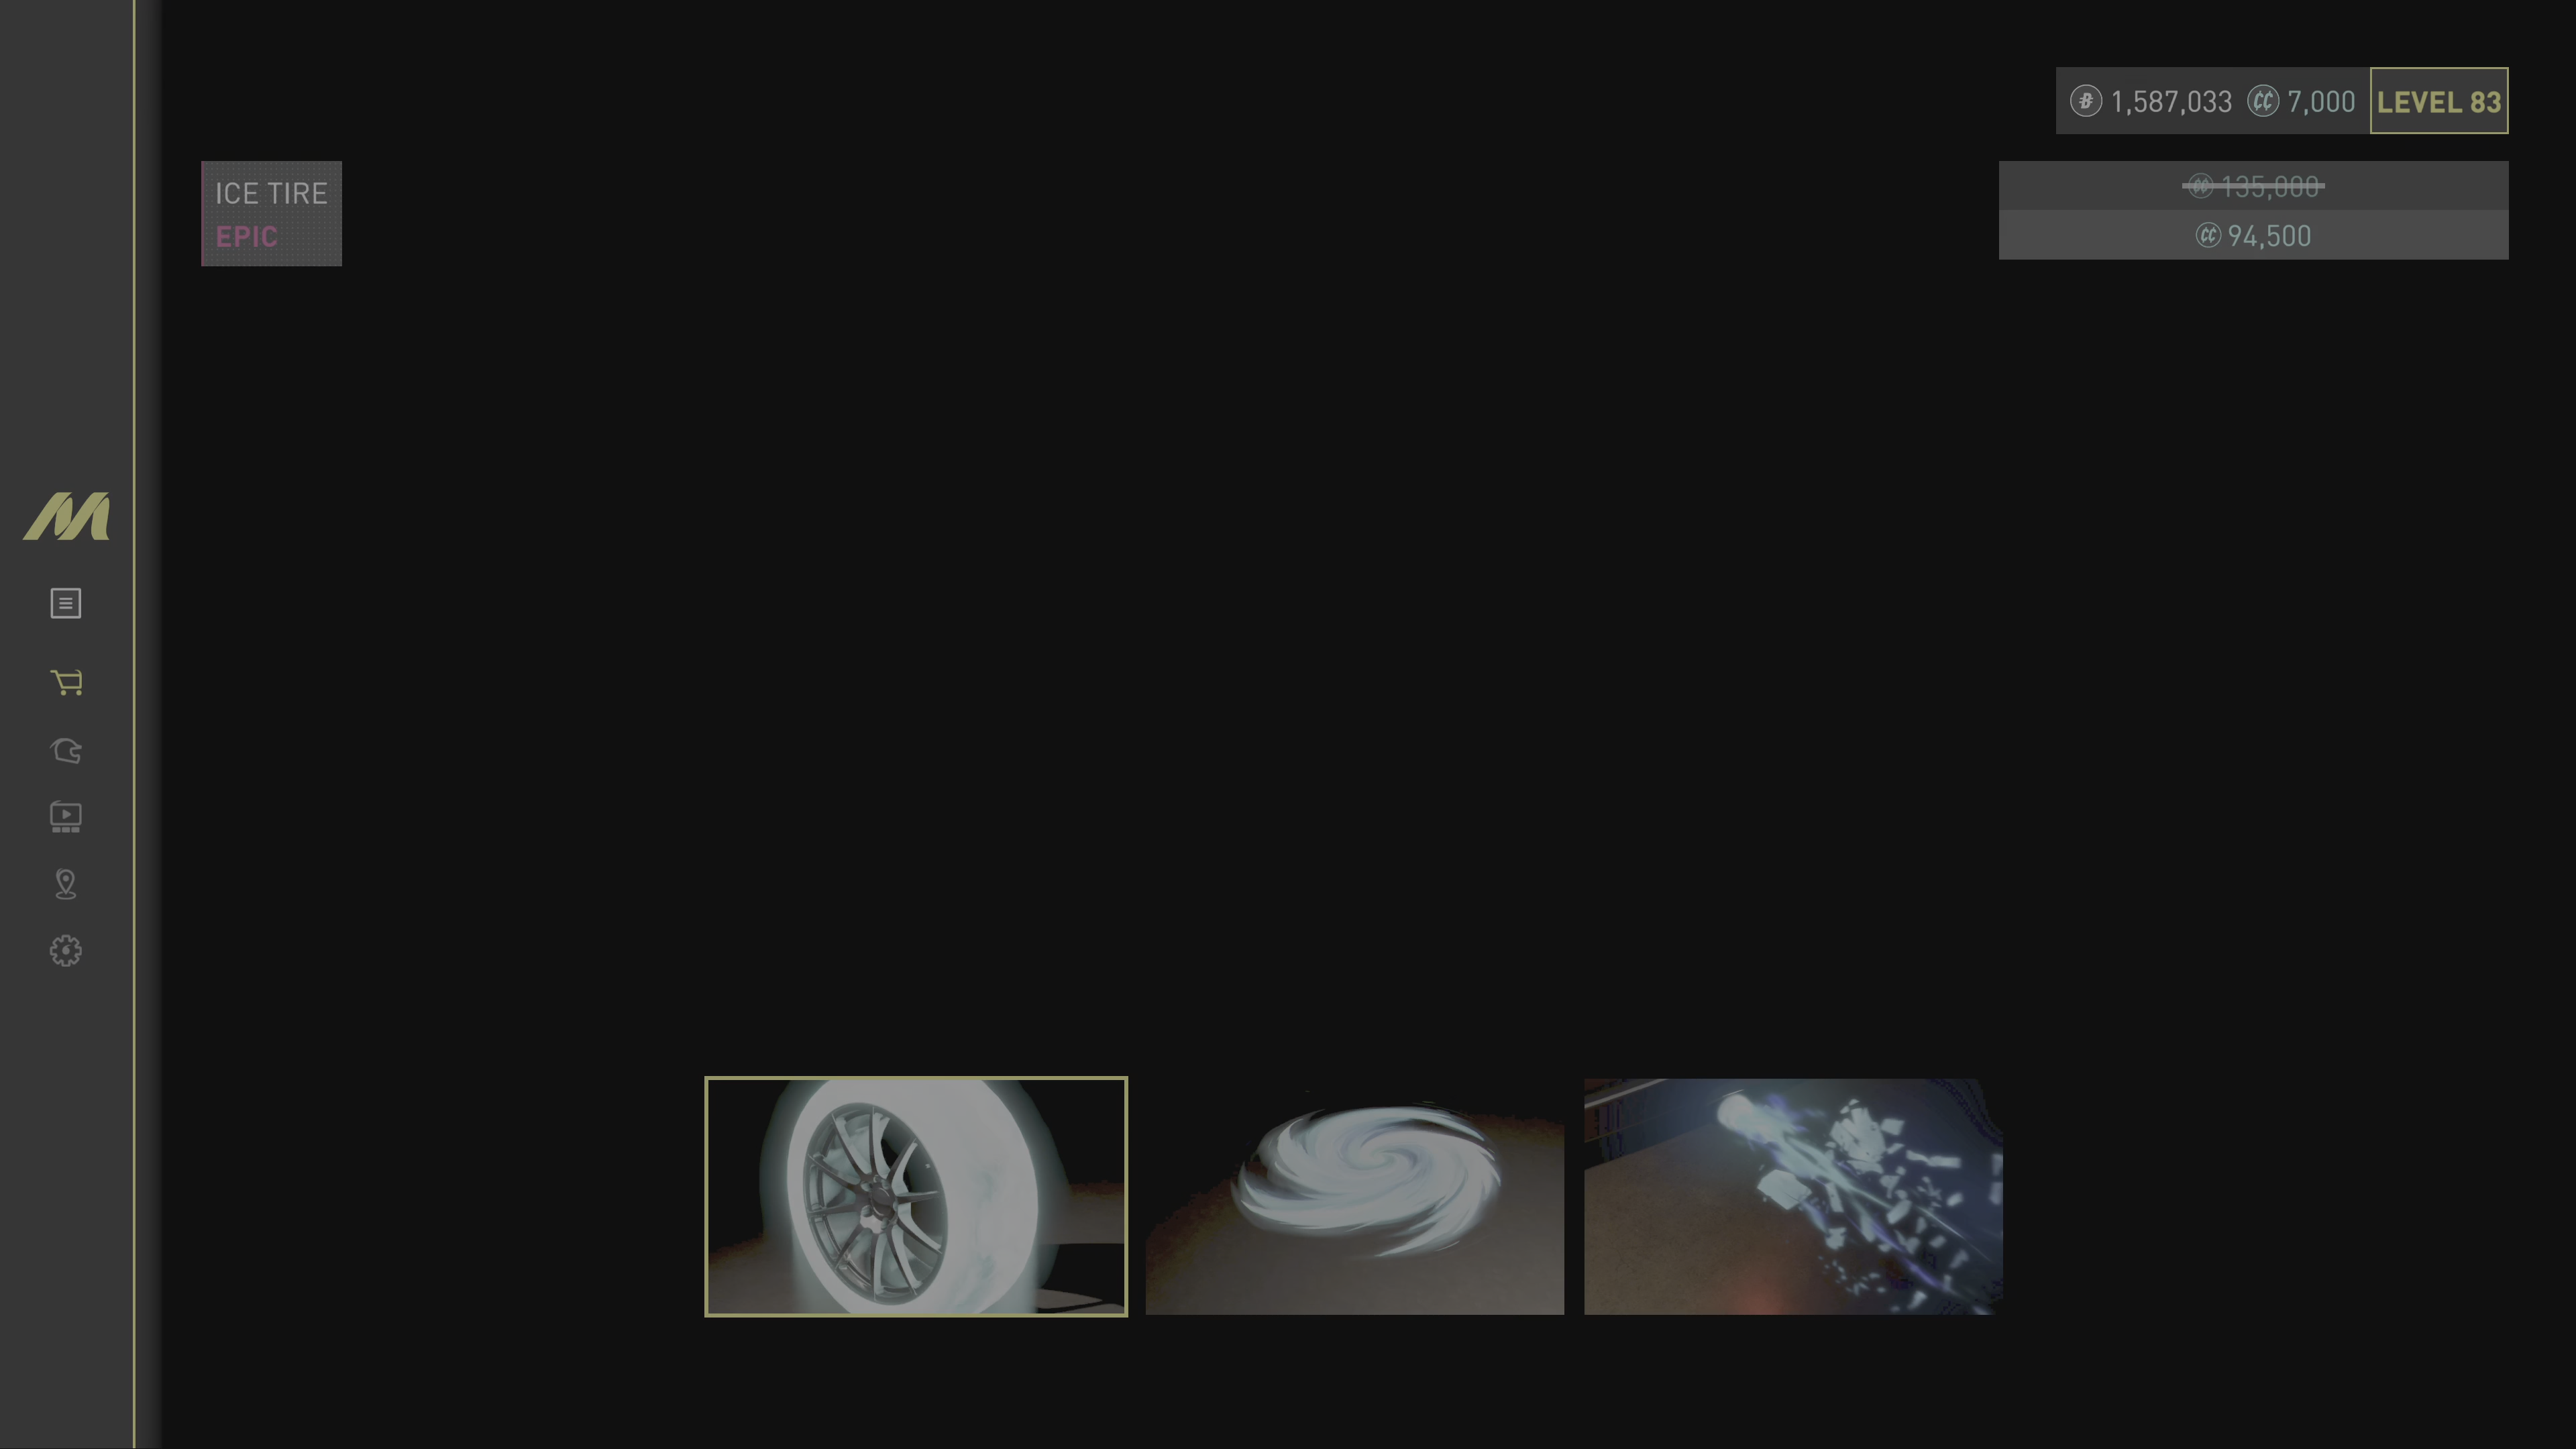 1,587,033 7,000 LEVEL 83
ICE TIRE
EPIC
135,000
94,500